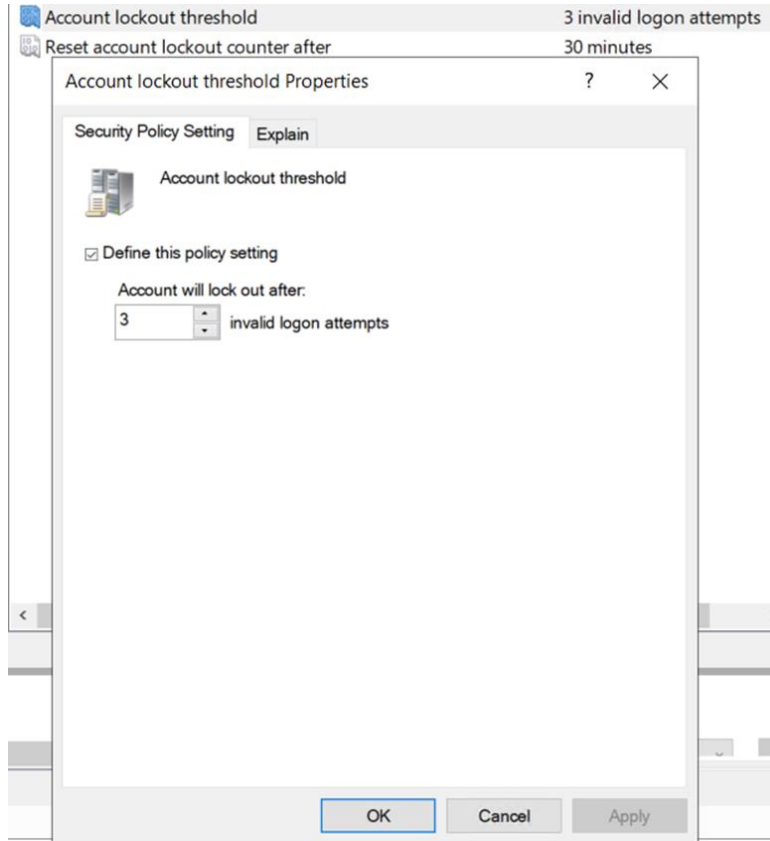 Account lockout threshold 3 invalid logon attempts
Reset account lockout counter after 30 minutes
Account lockout threshold Properties ? ×
Security Policy Setting Explain
Account lockout threshold
Define this policy setting
Account will lock out after:
3 invalid logon attempts
OK Cancel Apply